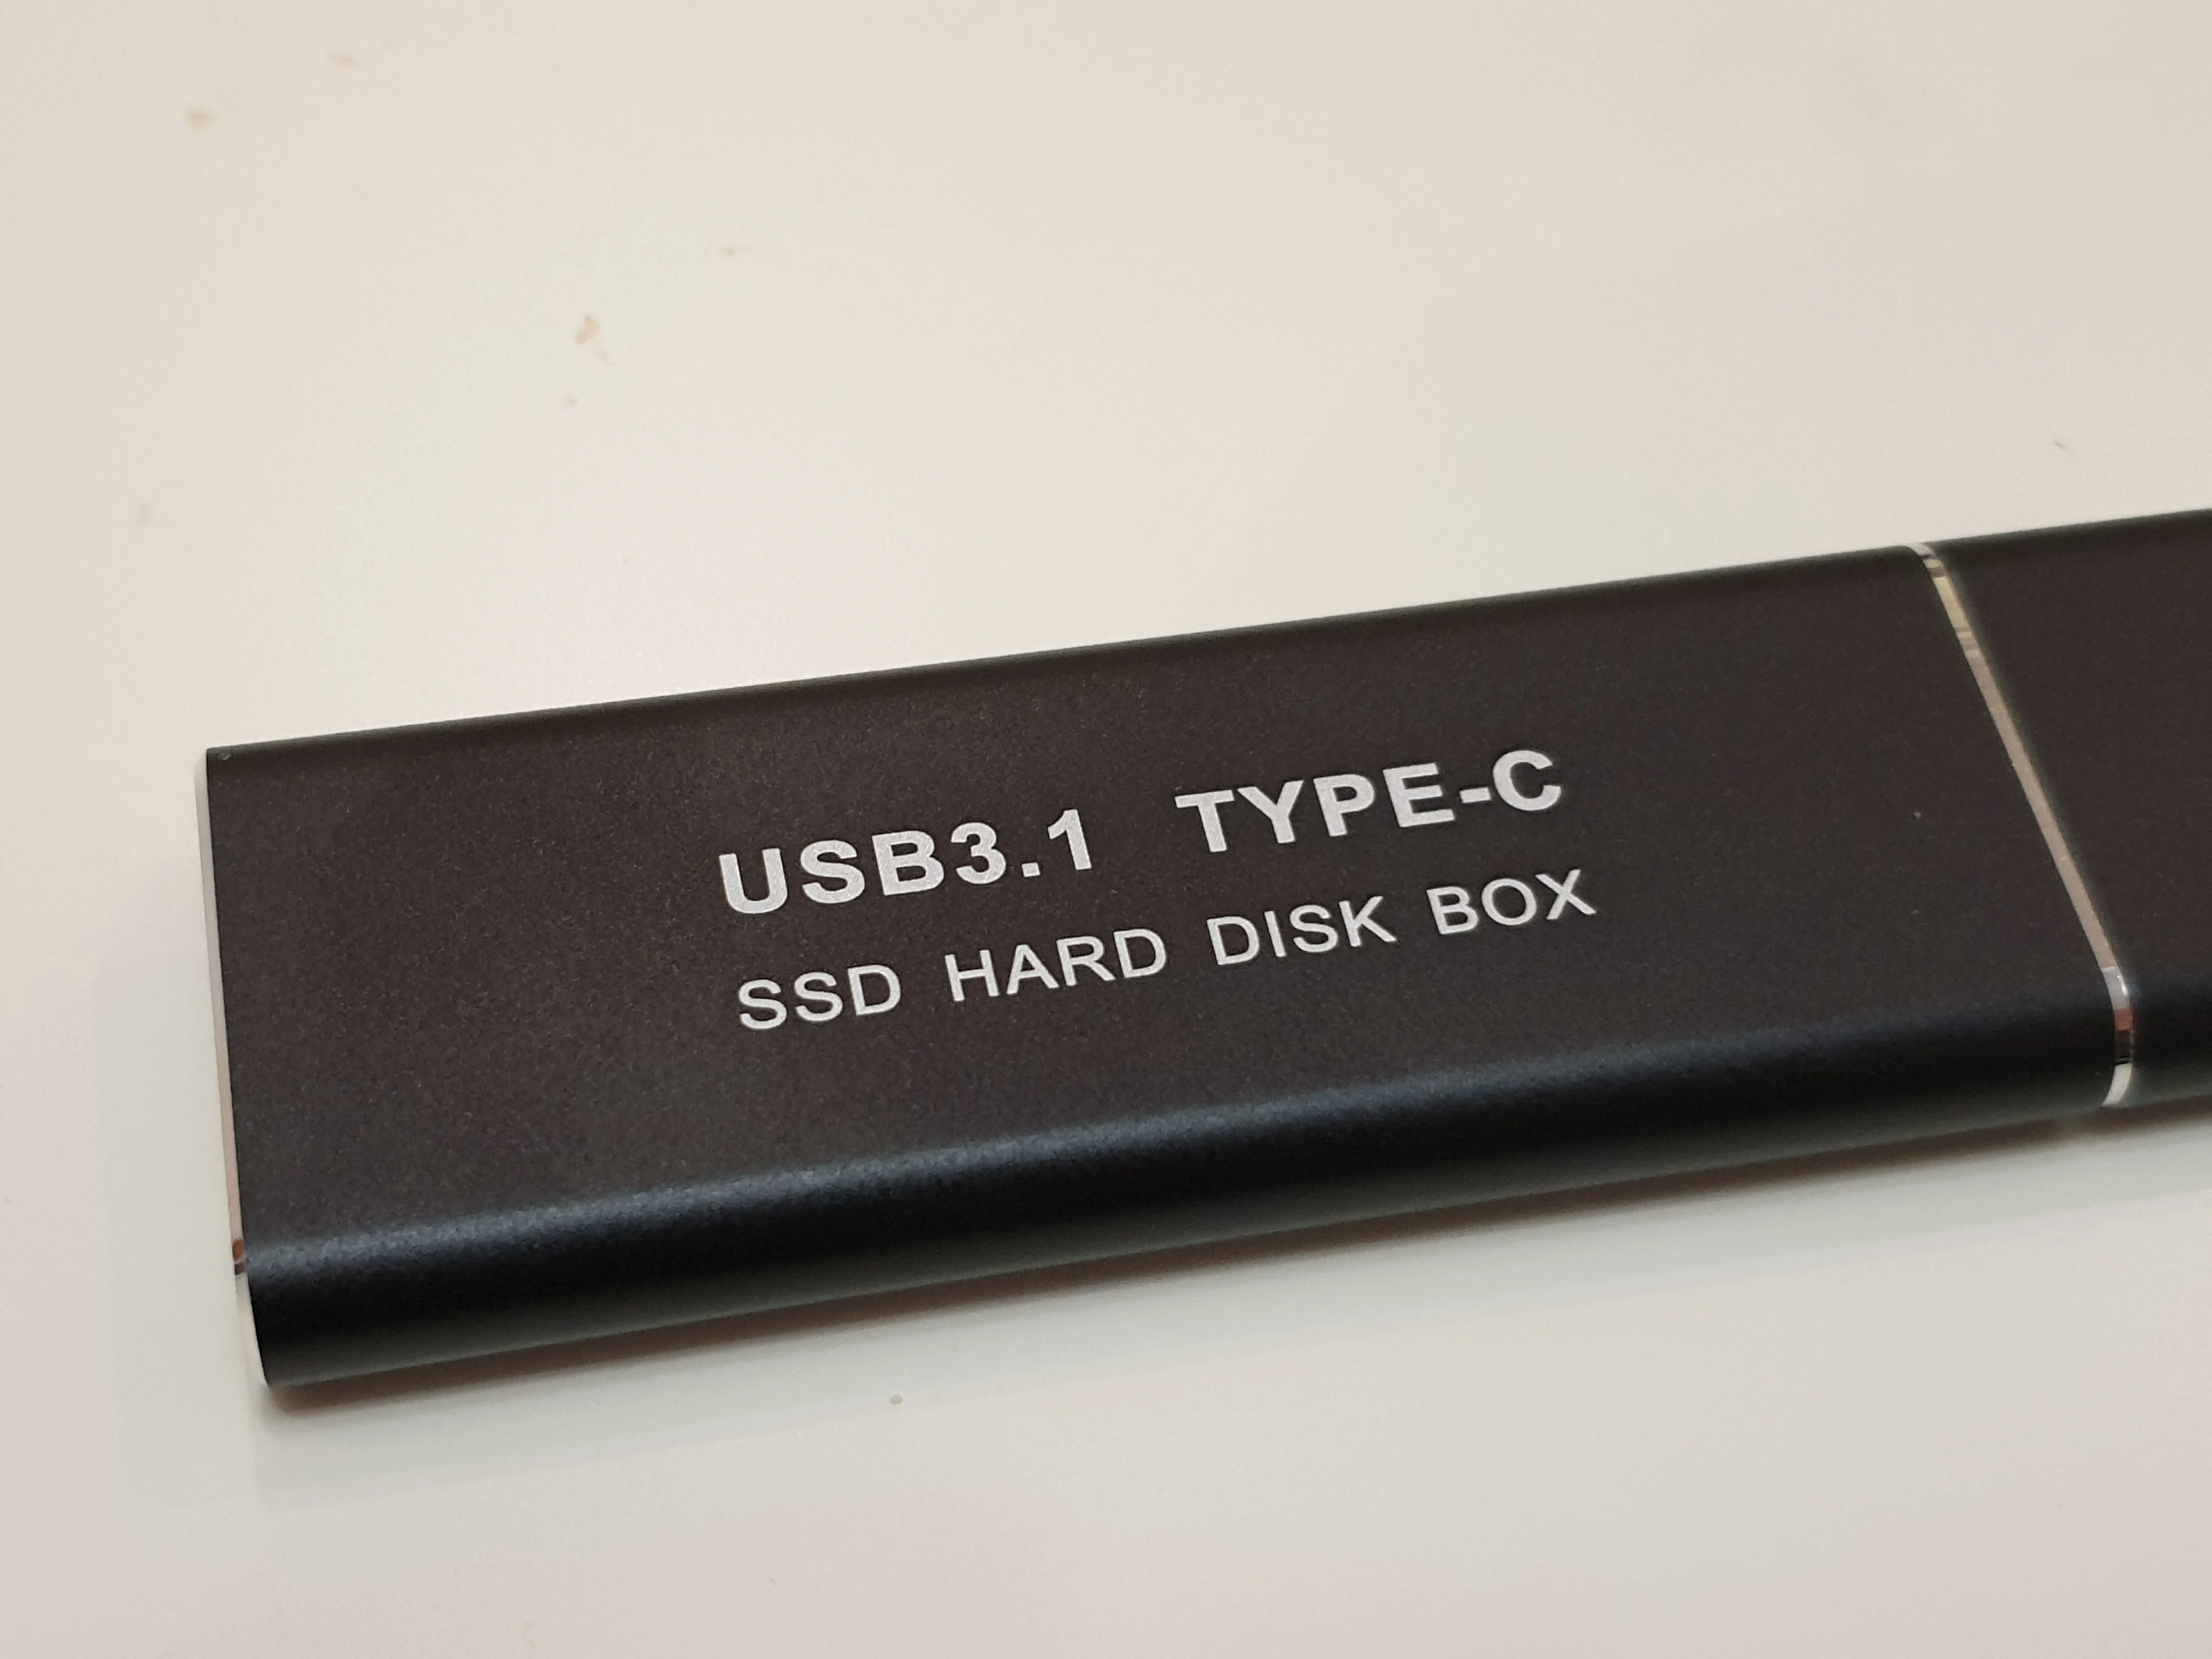 USB3.1 TYPE-C
SSD HARD DISK BOX